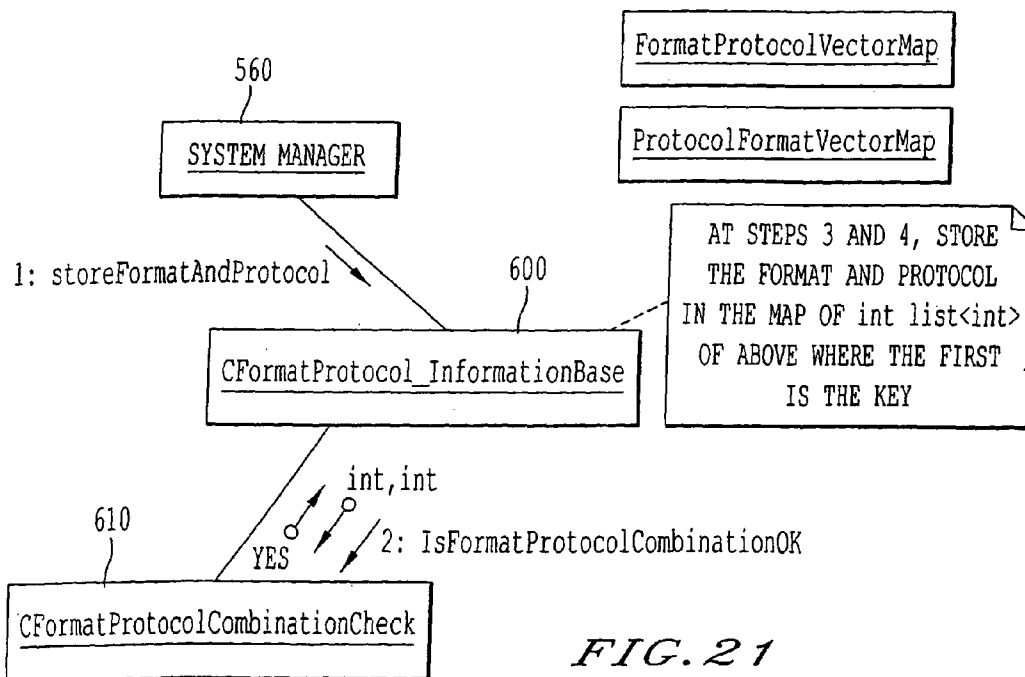 FormatProtocolVectorMap
560
SYSTEM MANAGER
ProtocolFormatVectorMap
AT STEPS 3 AND 4, STORE
THE FORMAT AND PROTOCOL
IN THE MAP OF int list<int>
OF ABOVE WHERE THE FIRST
IS THE KEY
1: storeFormatAndProtocol
600
CFormatProtocol_InformationBase
int,int
YES
2: IsFormatProtocolCombinationOK
610
CFormatProtocolCombinationCheck
FIG.21